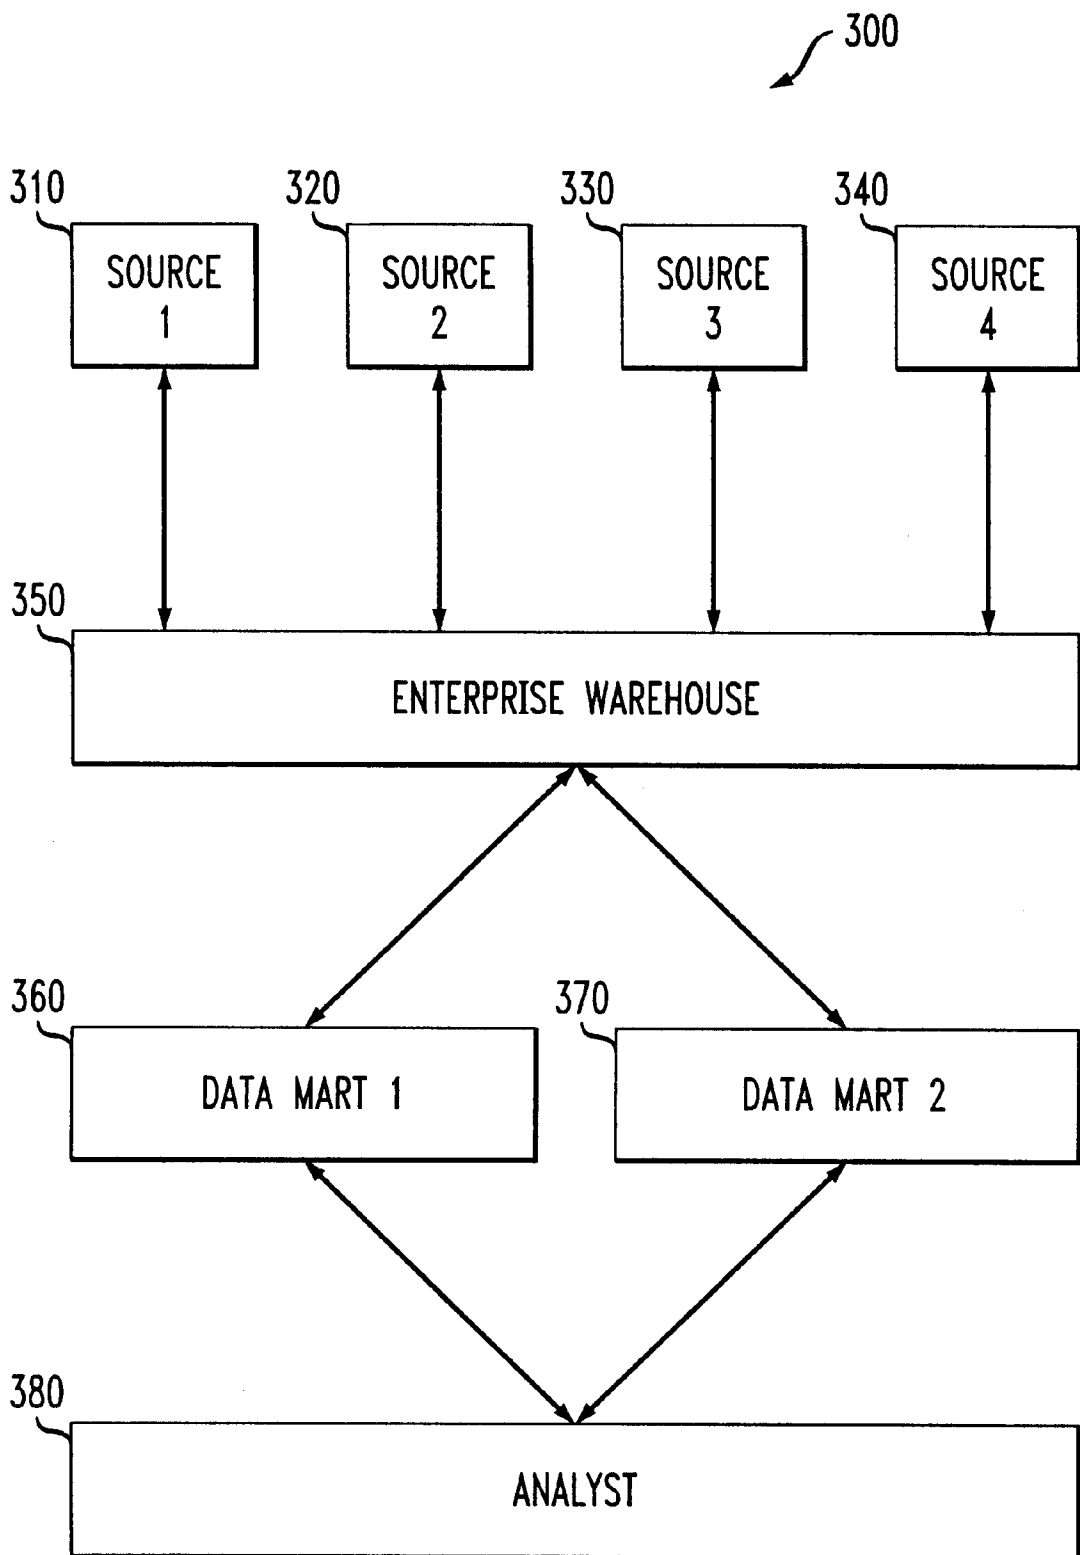 300
310
320
330
340
SOURCE
1
SOURCE
2
SOURCE
3
SOURCE
4
350
ENTERPRISE WAREHOUSE
360
370
DATA MART 1
DATA MART 2
380
ANALYST